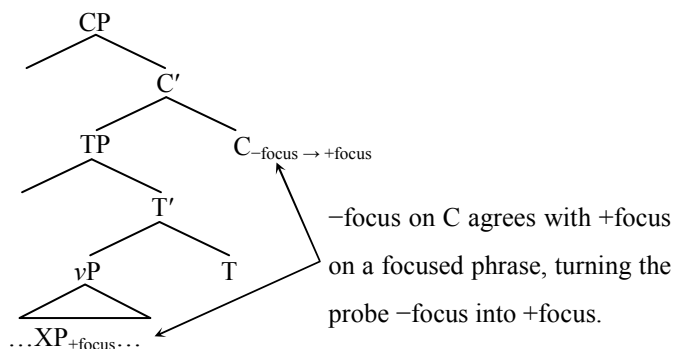 CP
C′
TP
C−focus → +focus
T′
−focus on C agrees with +focus
vP
T
on a focused phrase, turning the
probe −focus into +focus.
…XP+focus…